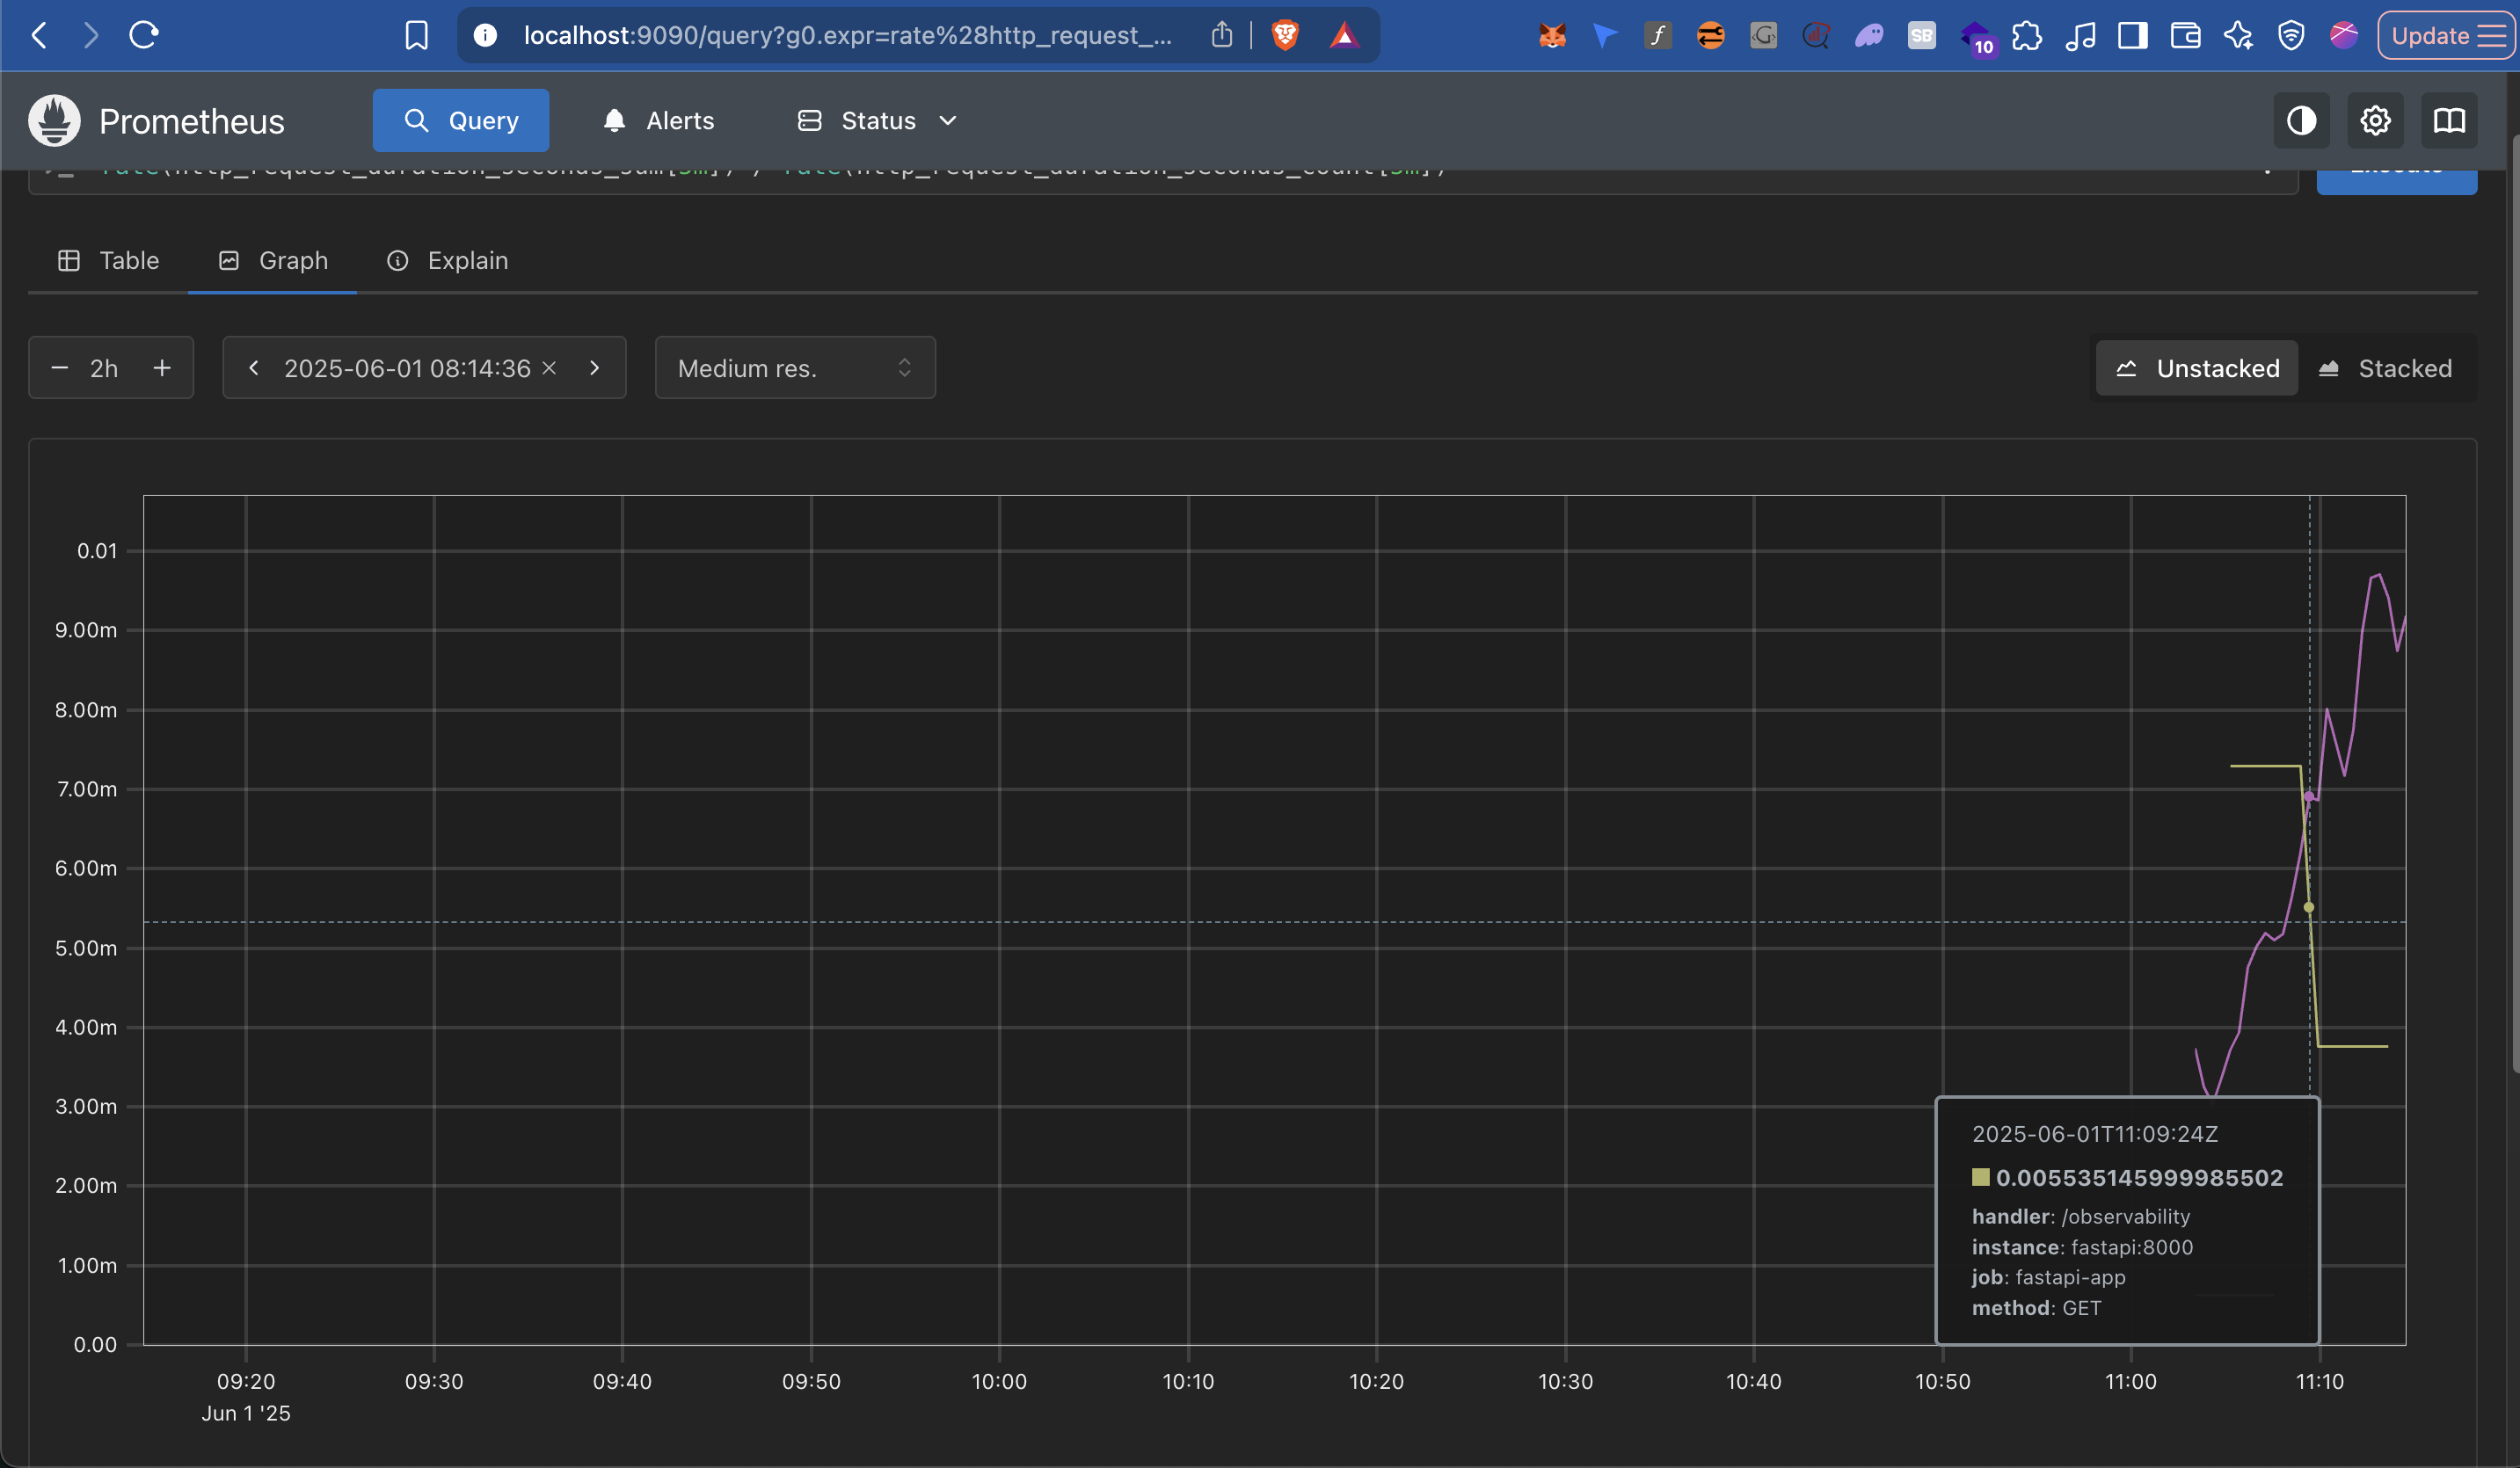 localhost:9090/query?g0.expr=rate%28http_request_...
SB
10
Update
Prometheus
Query
Alerts
Status
rate(http_request_duration_seconds_sum[5m]) / rate(http_request_duration_seconds_count[5m])
Execute
Table
Graph
Explain
2h
2025-06-01 08:14:36
Medium res.
Unstacked
Stacked
0.01
9.00m
8.00m
7.00m
6.00m
5.00m
4.00m
3.00m
2.00m
1.00m
0.00
2025-06-01T11:09:24Z
0.005535145999985502
handler: /observability
instance: fastapi:8000
job: fastapi-app
method: GET
09:20
09:30
09:40
09:50
10:00
10:10
10:20
10:30
10:40
10:50
11:00
11:10
Jun 1 '25